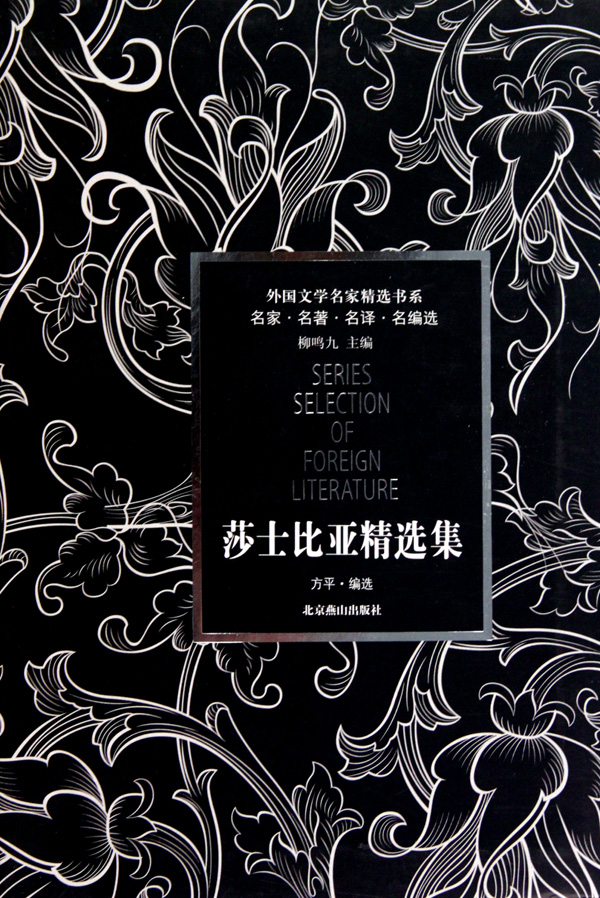 外国文学名家精选书系
名家·名著·名译·名编选
柳鸣九 主编
SERIES
SELECTION
OF
FOREIGN
LITERATURE
莎士比亚精选集
方平·编选
北京燕山出版社